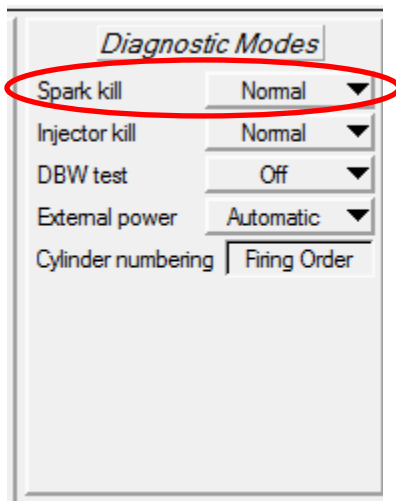 Diagnostic Modes
Spark kill Normal
Injector kill Normal
DBW test Off
External power Automatic
Cylinder numbering Firing Order